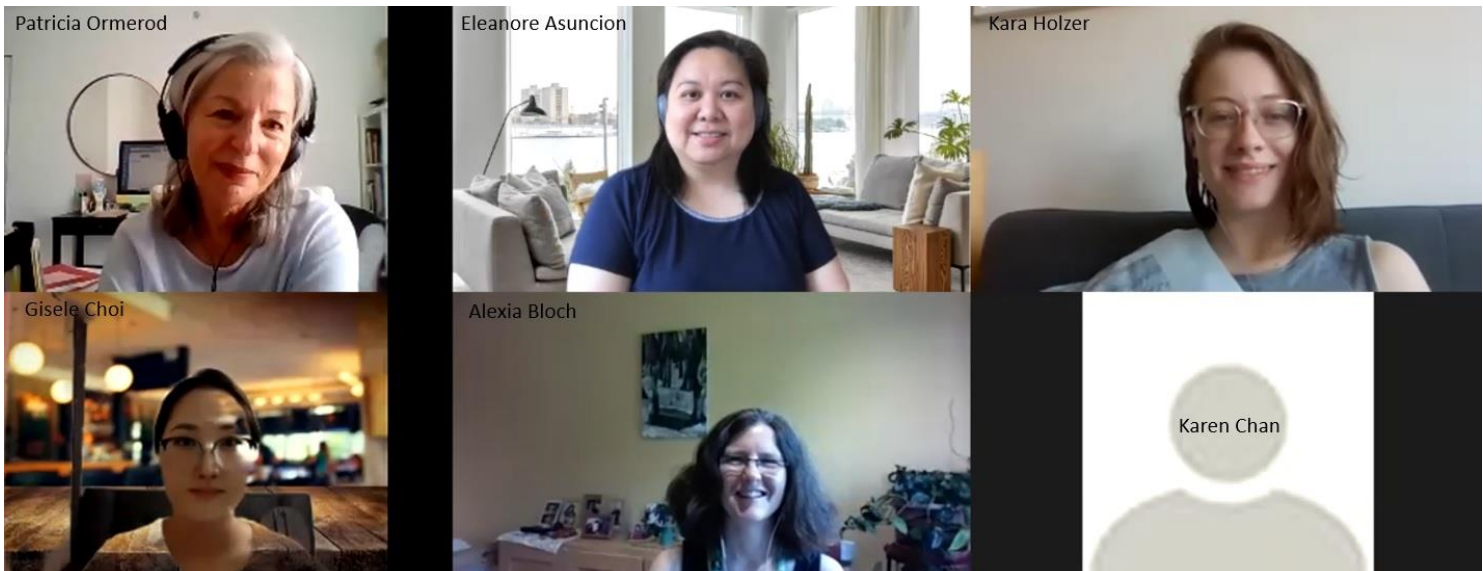 Patricia Ormerod
Eleanore Asuncion
Kara Holzer
Gisele Choi
Alexia Bloch
Karen Chan